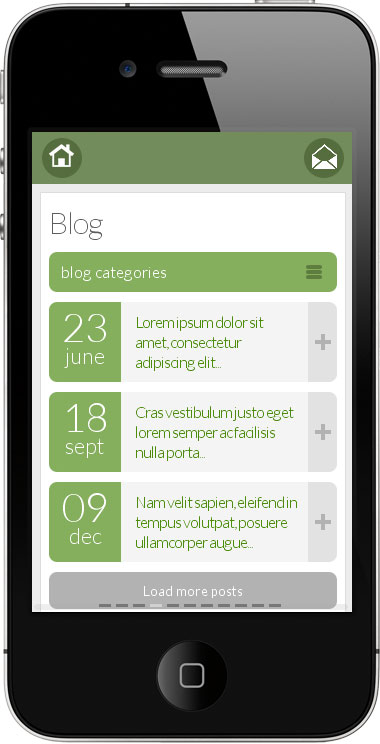 Blog
blog categories
23
june
Lorem ipsum dolor sit
amet, consectetur
adipiscing elit...
18
sept
Cras vestibulum justo eget
lorem semper ac facilisis
nulla porta...
09
dec
Nam velit sapien, eleifend in
tempus volutpat, posuere
ullamcorper augue...
Load more posts